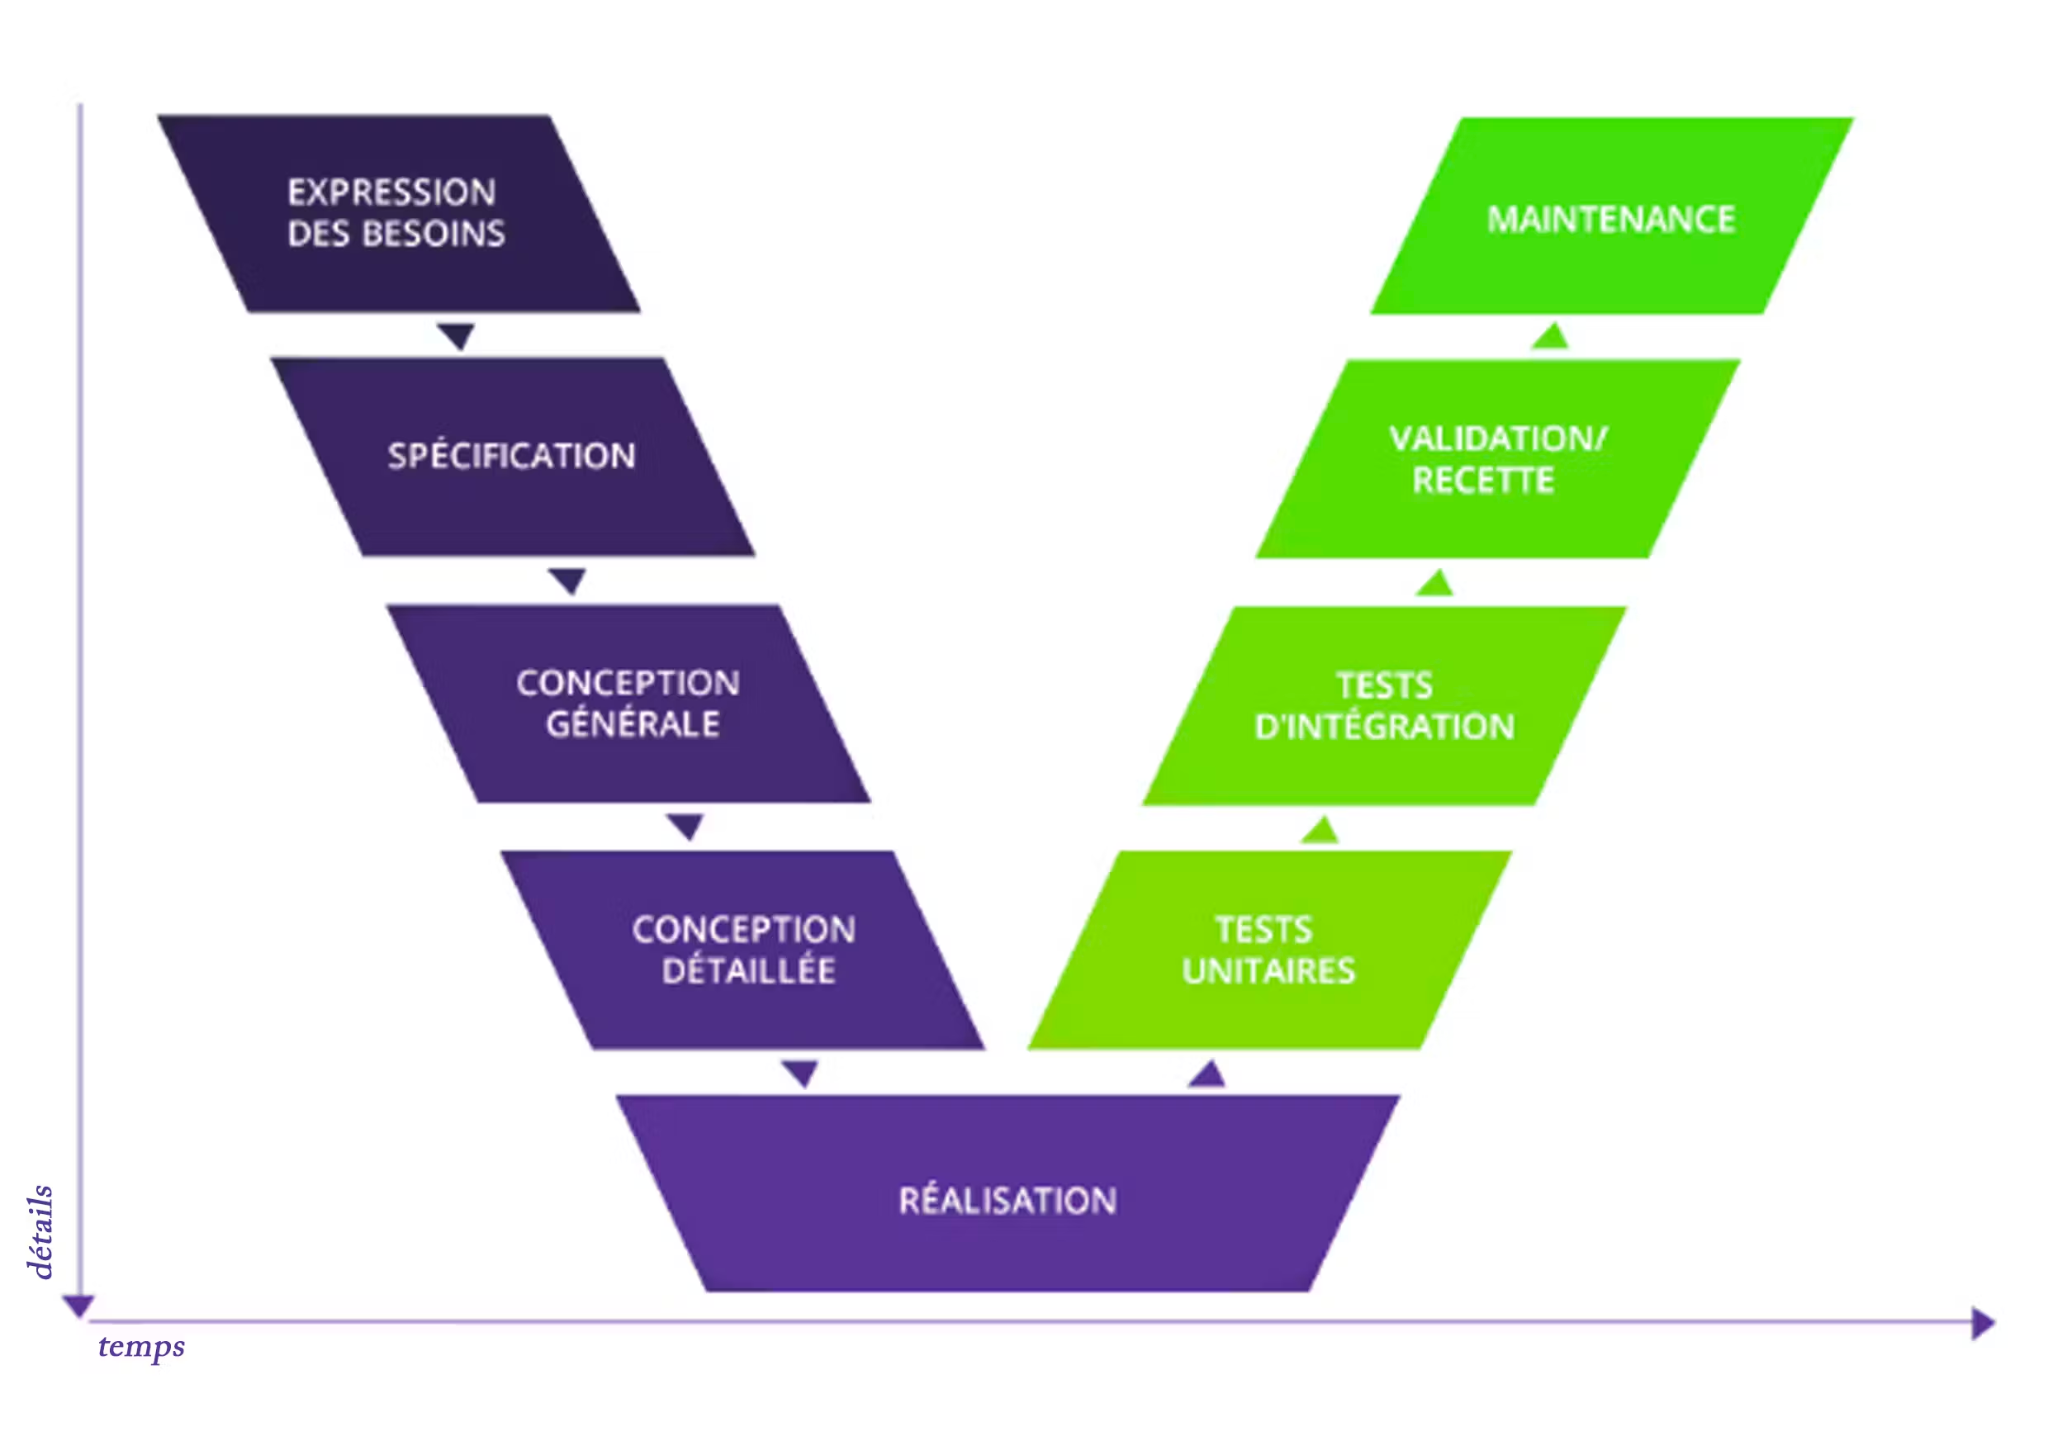 EXPRESSION
DES BESOINS
SPÉCIFICATION
CONCEPTION
GÉNÉRALE
CONCEPTION
DÉTAILLÉE
RÉALISATION
TESTS
UNITAIRES
TESTS
D'INTÉGRATION
VALIDATION/
RECETTE
MAINTENANCE
détails
temps